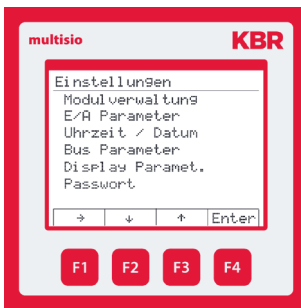 multisio KBR
Einstellungen
Modulverwaltung
E/A Parameter
Uhrzeit / Datum
Bus Parameter
Display Paramet.
Passwort
→ ↓ ↑ Enter
F1 F2 F3 F4